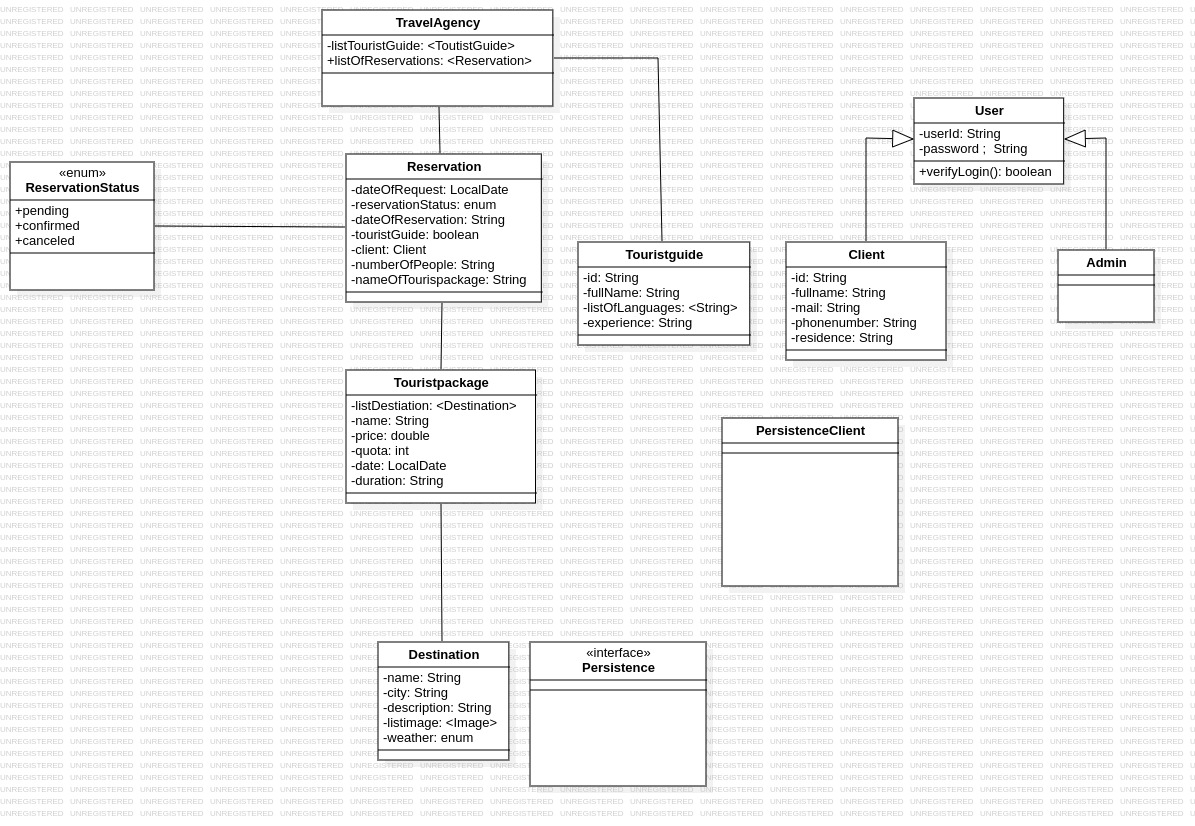 TravelAgency
-listTouristGuide: <ToutistGuide>
+listOfReservations: <Reservation>
User
-userId: String
-password ;  String
+verifyLogin(): boolean
«enum»
ReservationStatus
+pending
+confirmed
+canceled
Reservation
-dateOfRequest: LocalDate
-reservationStatus: enum
-dateOfReservation: String
-touristGuide: boolean
-client: Client
-numberOfPeople: String
-nameOfTourispackage: String
Touristguide
-id: String
-fullName: String
-listOfLanguages: <String>
-experience: String
Client
-id: String
-fullname: String
-mail: String
-phonenumber: String
-residence: String
Admin
Touristpackage
-listDestiation: <Destination>
-name: String
-price: double
-quota: int
-date: LocalDate
-duration: String
PersistenceClient
Destination
-name: String
-city: String
-description: String
-listimage: <Image>
-weather: enum
«interface»
Persistence
UNREGISTERED